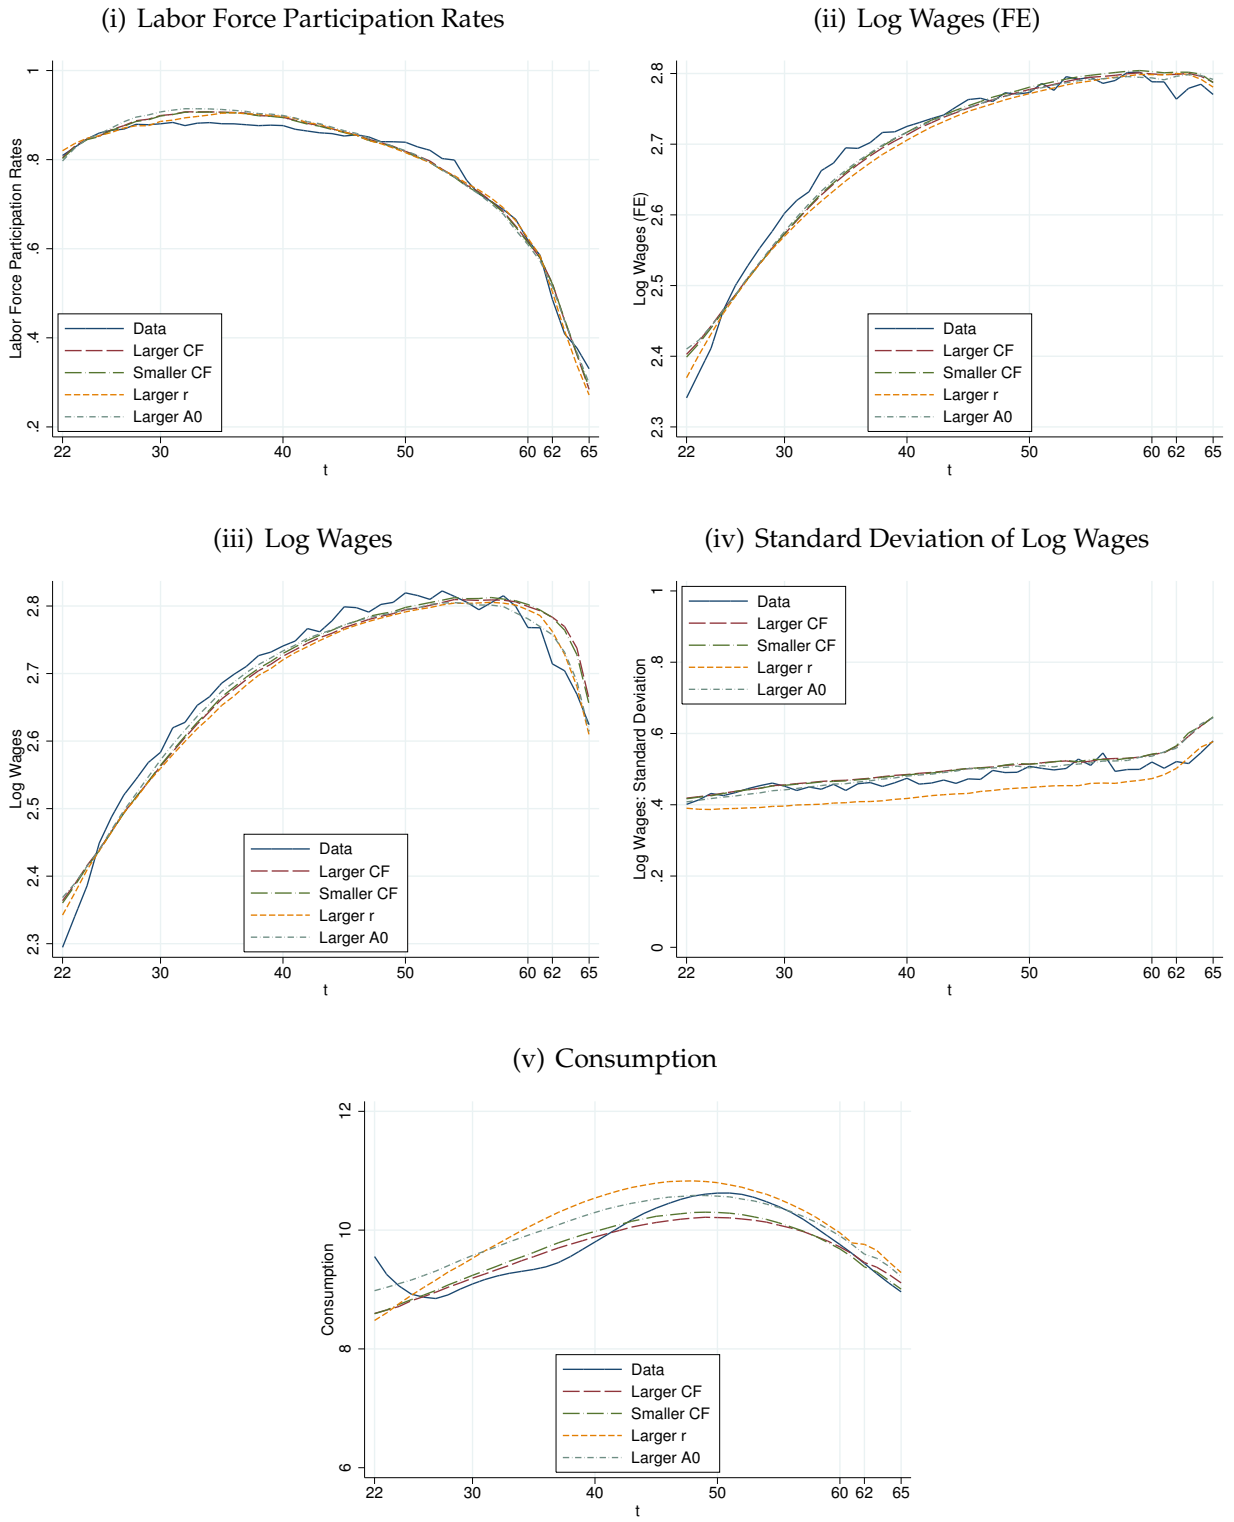 (i) Labor Force Participation Rates
Labor Force Participation Rates
1
.8
.6
.4
.2
Data
Larger CF
Smaller CF
Larger r
Larger A0
22 30 40 50 60 62 65
t
(ii) Log Wages (FE)
Log Wages (FE)
2.8
2.7
2.6
2.5
2.4
2.3
Data
Larger CF
Smaller CF
Larger r
Larger A0
22 30 40 50 60 62 65
t
(iii) Log Wages
Log Wages
2.8
2.7
2.6
2.5
2.4
2.3
Data
Larger CF
Smaller CF
Larger r
Larger A0
22 30 40 50 60 62 65
t
(iv) Standard Deviation of Log Wages
Log Wages: Standard Deviation
1
.8
.6
.4
.2
0
Data
Larger CF
Smaller CF
Larger r
Larger A0
22 30 40 50 60 62 65
t
(v) Consumption
Consumption
12
10
8
6
Data
Larger CF
Smaller CF
Larger r
Larger A0
22 30 40 50 60 62 65
t